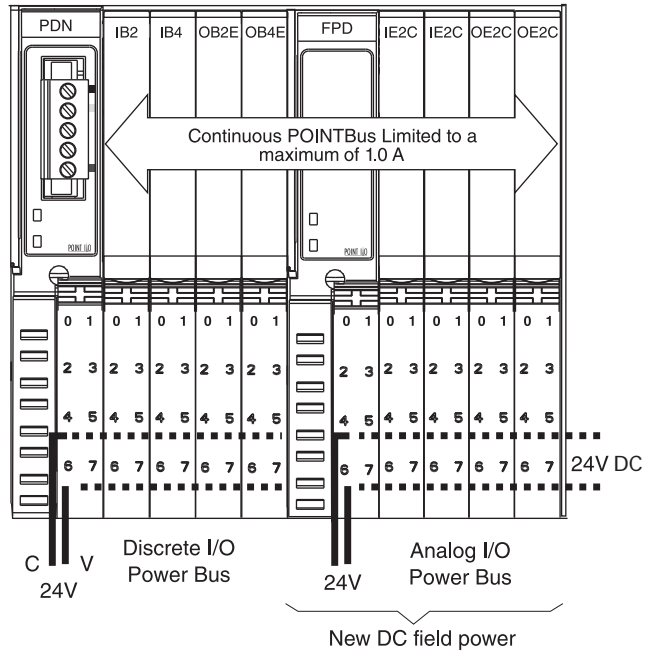 PDN IB2 IB4 OB2E OB4E FPD IE2C IE2C OE2C OE2C
Continuous POINTBus Limited to a
maximum of 1.0 A
POINT I/O POINT I/O
0 1 0 1 0 1 0 1 0 1 0 1 0 1 0 1 0 1 0 1
2 3 2 3 2 3 2 3 2 3 2 3 2 3 2 3 2 3 2 3
4 5 4 5 4 5 4 5 4 5 4 5 4 5 4 5 4 5 4 5
6 7 6 7 6 7 6 7 6 7 6 7 6 7 6 7 6 7 6 7 24V DC
C V
24V
Discrete I/O
Power Bus
24V
Analog I/O
Power Bus
New DC field power